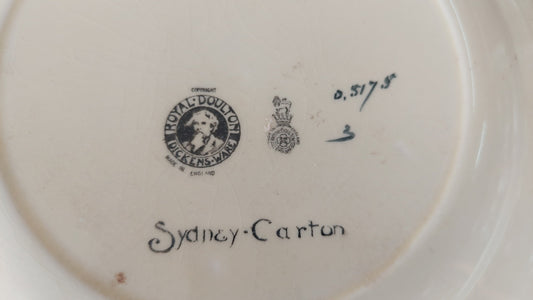 COPYRIGHT
ROYAL·DOULTON
DICKENS·WARE
MADE IN
ENGLAND
D.5175
3
Sydney·Carton